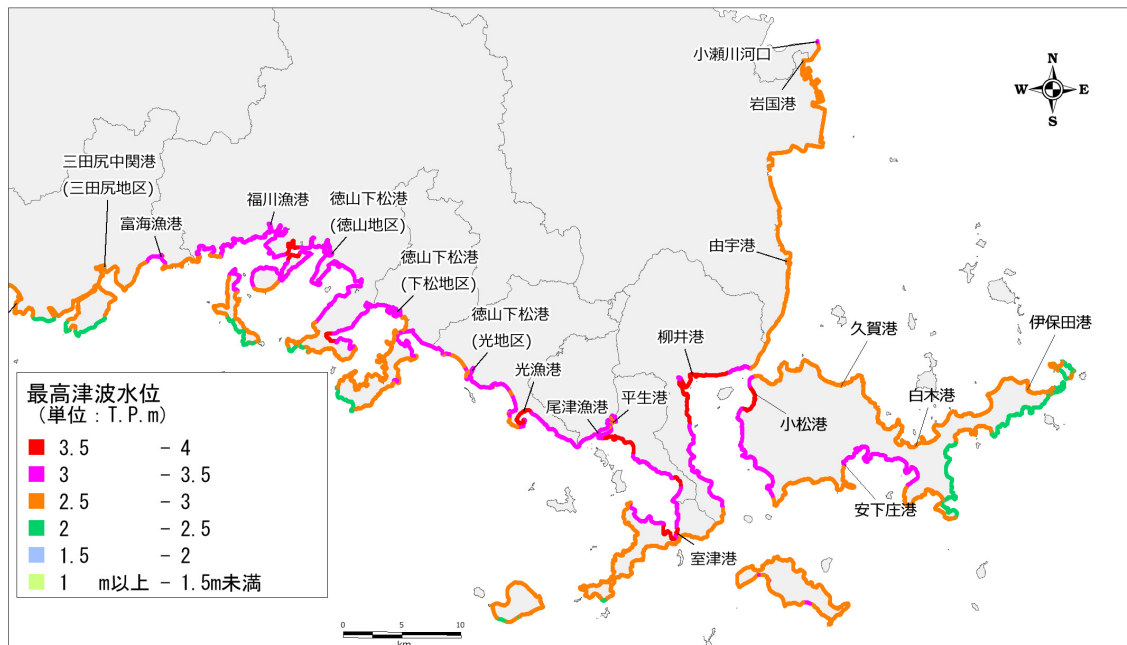 小瀬川河口
岩国港
N
W E
S
三田尻中関港
(三田尻地区)
富海漁港
福川漁港
徳山下松港
(徳山地区)
徳山下松港
(下松地区)
徳山下松港
(光地区)
光漁港
尾津漁港
平生港
柳井港
由宇港
久賀港
伊保田港
白木港
小松港
安下庄港
室津港
最高津波水位
(単位:T.P.m)
3.5 - 4
3 - 3.5
2.5 - 3
2 - 2.5
1.5 - 2
1 m以上 - 1.5m未満
0 5 10
km